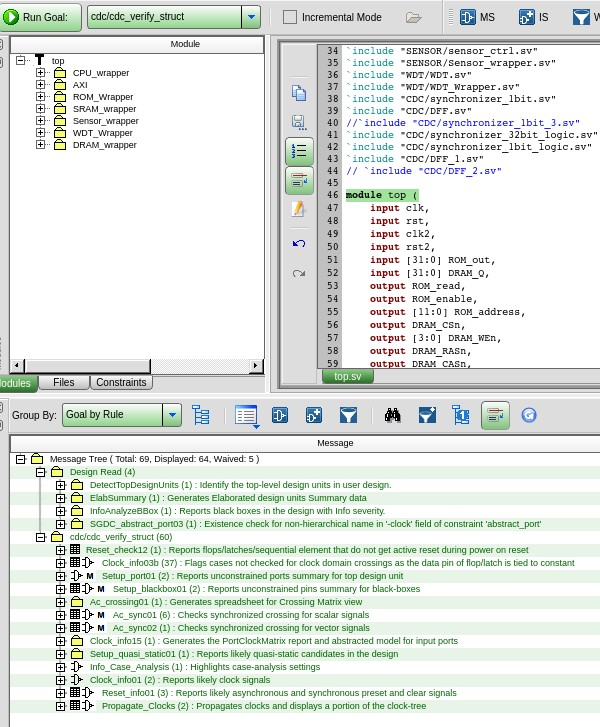 Run Goal:
cdc/cdc_verify_struct
Incremental Mode
MS
IS
Module
top
CPU_wrapper
AXI
ROM_Wrapper
SRAM_wrapper
Sensor_wrapper
WDT_Wrapper
DRAM_wrapper
Files
Constraints
34 `include "SENSOR/sensor_ctrl.sv"
35 `include "SENSOR/Sensor_wrapper.sv"
36 `include "WDT/WDT.sv"
37 `include "WDT/WDT_Wrapper.sv"
38 `include "CDC/synchronizer_1bit.sv"
39 `include "CDC/DFF.sv"
40 //`include "CDC/synchronizer_1bit_3.sv"
41 `include "CDC/synchronizer_32bit_logic.sv"
42 `include "CDC/synchronizer_1bit_logic.sv"
43 `include "CDC/DFF_1.sv"
44 // `include "CDC/DFF_2.sv"
45
46 module top (
47 input clk,
48 input rst,
49 input clk2,
50 input rst2,
51 input [31:0] ROM_out,
52 input [31:0] DRAM_Q,
53 output ROM_read,
54 output ROM_enable,
55 output [11:0] ROM_address,
56 output DRAM_CSn,
57 output [3:0] DRAM_WEn,
58 output DRAM_RASn,
59 output DRAM_CASn,
top.sv
Group By: Goal by Rule
Message
Message Tree ( Total: 69, Displayed: 64, Waived: 5 )
Design Read (4)
DetectTopDesignUnits (1) : Identify the top-level design units in user design.
ElabSummary (1) : Generates Elaborated design units Summary data
InfoAnalyzeBBox (1) : Reports black boxes in the design with Info severity.
SGDC_abstract_port03 (1) : Existence check for non-hierarchical name in '-clock' field of constraint 'abstract_port'
cdc/cdc_verify_struct (60)
Reset_check12 (1) : Reports flops/latches/sequential element that do not get active reset during power on reset
Clock_info03b (37) : Flags cases not checked for clock domain crossings as the data pin of flop/latch is tied to constant
M Setup_port01 (2) : Reports unconstrained ports summary for top design unit
M Setup_blackbox01 (2) : Reports unconstrained pins summary for black-boxes
Ac_crossing01 (1) : Generates spreadsheet for Crossing Matrix view
M Ac_sync01 (6) : Checks synchronized crossing for scalar signals
M Ac_sync02 (1) : Checks synchronized crossing for vector signals
Clock_info15 (1) : Generates the PortClockMatrix report and abstracted model for input ports
Setup_quasi_static01 (1) : Reports likely quasi-static candidates in the design
Info_Case_Analysis (1) : Highlights case-analysis settings
Clock_info01 (2) : Reports likely clock signals
Reset_info01 (3) : Reports likely asynchronous and synchronous preset and clear signals
Propagate_Clocks (2) : Propagates clocks and displays a portion of the clock-tree